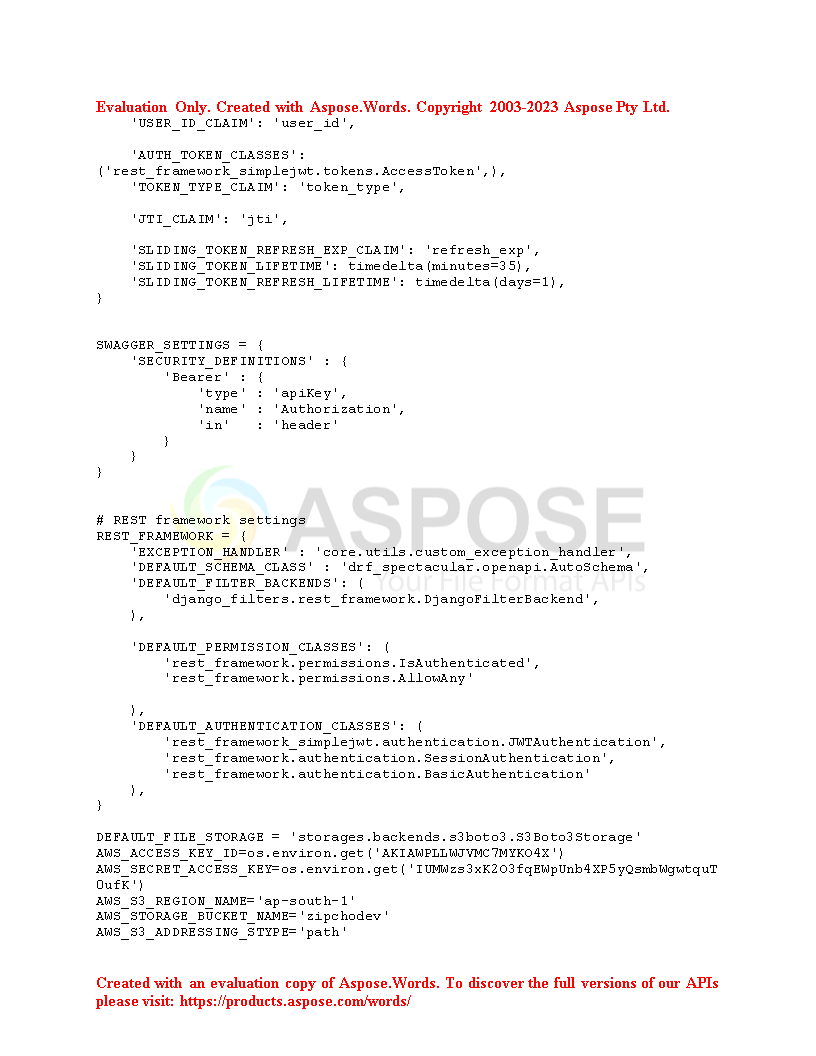 Evaluation Only. Created with Aspose.Words. Copyright 2003-2023 Aspose Pty Ltd.
    'USER_ID_CLAIM': 'user_id',
    'AUTH_TOKEN_CLASSES':
('rest_framework_simplejwt.tokens.AccessToken',),
    'TOKEN_TYPE_CLAIM': 'token_type',
    'JTI_CLAIM': 'jti',
    'SLIDING_TOKEN_REFRESH_EXP_CLAIM': 'refresh_exp',
    'SLIDING_TOKEN_LIFETIME': timedelta(minutes=35),
    'SLIDING_TOKEN_REFRESH_LIFETIME': timedelta(days=1),
}
SWAGGER_SETTINGS = {
    'SECURITY_DEFINITIONS' : {
        'Bearer' : {
            'type' : 'apiKey',
            'name' : 'Authorization',
            'in'   : 'header'
        }
    }
}
ASPOSE
Your File Format APIs
# REST framework settings
REST_FRAMEWORK = {
    'EXCEPTION_HANDLER' : 'core.utils.custom_exception_handler',
    'DEFAULT_SCHEMA_CLASS' : 'drf_spectacular.openapi.AutoSchema',
    'DEFAULT_FILTER_BACKENDS': (
        'django_filters.rest_framework.DjangoFilterBackend',
    ),
    'DEFAULT_PERMISSION_CLASSES': (
        'rest_framework.permissions.IsAuthenticated',
        'rest_framework.permissions.AllowAny'
    ),
    'DEFAULT_AUTHENTICATION_CLASSES': (
        'rest_framework_simplejwt.authentication.JWTAuthentication',
        'rest_framework.authentication.SessionAuthentication',
        'rest_framework.authentication.BasicAuthentication'
    ),
}
DEFAULT_FILE_STORAGE = 'storages.backends.s3boto3.S3Boto3Storage'
AWS_ACCESS_KEY_ID=os.environ.get('AKIAWPLLWJVMC7MYKO4X')
AWS_SECRET_ACCESS_KEY=os.environ.get('IUMWzs3xK2O3fqEWpUnb4XP5yQsmbWgwtquT
OufK')
AWS_S3_REGION_NAME='ap-south-1'
AWS_STORAGE_BUCKET_NAME='zipchodev'
AWS_S3_ADDRESSING_STYPE='path'
Created with an evaluation copy of Aspose.Words. To discover the full versions of our APIs
please visit: https://products.aspose.com/words/